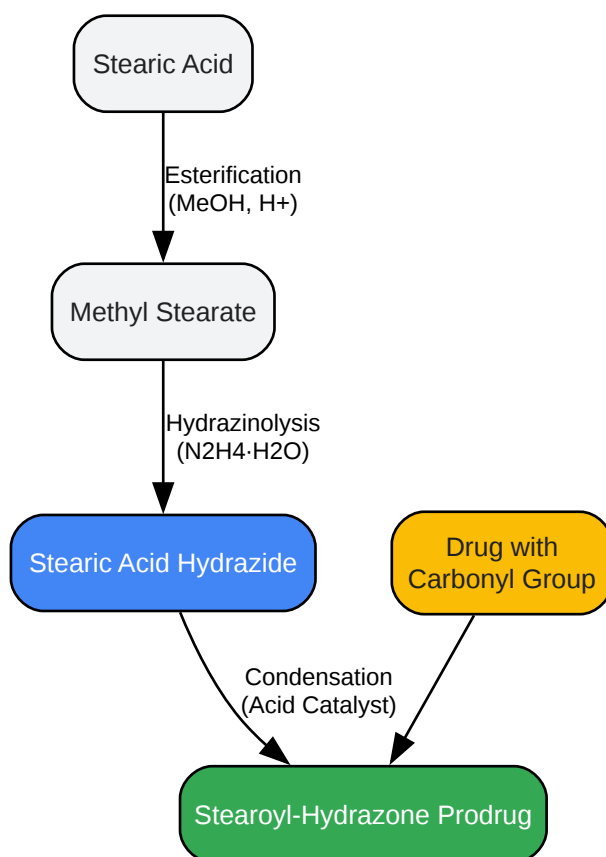 Stearic Acid
Esterification
(MeOH, H+)
Methyl Stearate
Hydrazinolysis
(N2H4·H2O)
Stearic Acid Hydrazide
Drug with
Carbonyl Group
Condensation
(Acid Catalyst)
Stearoyl-Hydrazone Prodrug